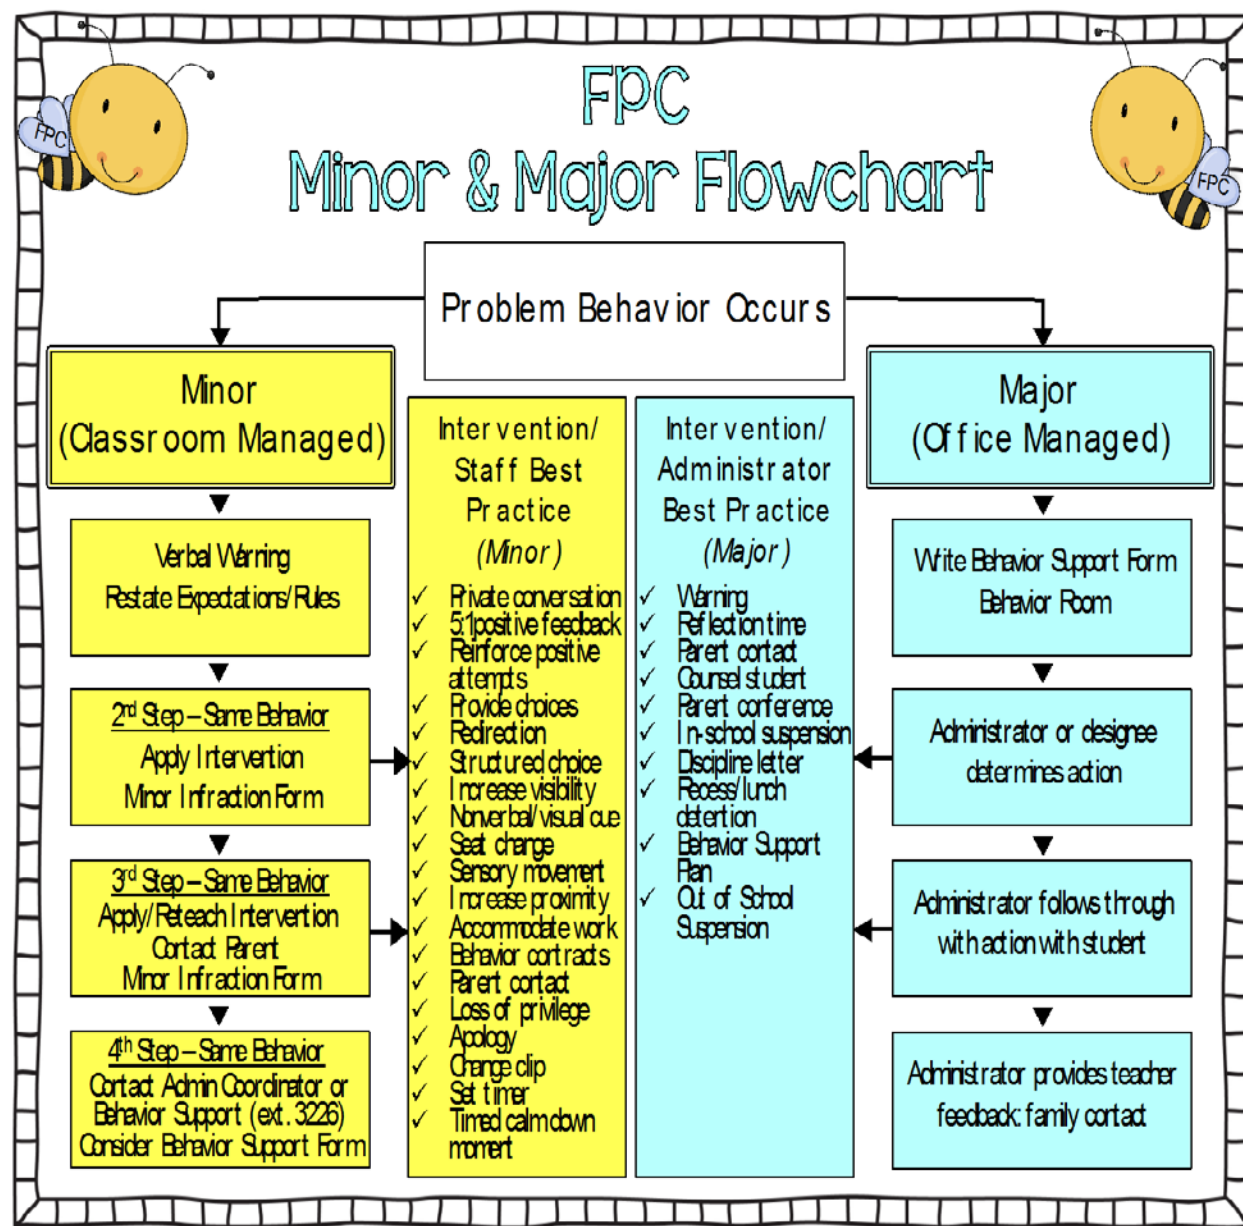 FPC
Minor & Major Flowchart
FPC
FPC
Problem Behavior Occurs
Minor
(Classroom Managed)
Verbal Warning
Restate Expectations/Rules
2nd Step – Same Behavior
Apply Intervention
Minor Infraction Form
3rd Step – Same Behavior
Apply/Reteach Intervention
Contact Parent
Minor Infraction Form
4th Step – Same Behavior
Contact Admin Coordinator or
Behavior Support (ext. 3226)
Consider Behavior Support Form
Intervention/
Staff Best
Practice
(Minor)
✓ Private conversation
✓ 5:1 positive feedback
✓ Reinforce positive
attempts
✓ Provide choices
✓ Redirection
✓ Structured choice
✓ Increase visibility
✓ Nonverbal/visual cue
✓ Seat change
✓ Sensory movement
✓ Increase proximity
✓ Accommodate work
✓ Behavior contracts
✓ Parent contact
✓ Loss of privilege
✓ Apology
✓ Change clip
✓ Set timer
✓ Timed calm down
moment
Intervention/
Administrator
Best Practice
(Major)
✓ Warning
✓ Reflection time
✓ Parent contact
✓ Counsel student
✓ Parent conference
✓ In-school suspension
✓ Discipline letter
✓ Recess/lunch
detention
✓ Behavior Support
Plan
✓ Out of School
Suspension
Major
(Office Managed)
Write Behavior Support Form
Behavior Room
Administrator or designee
determines action
Administrator follows through
with action with student
Administrator provides teacher
feedback: family contact